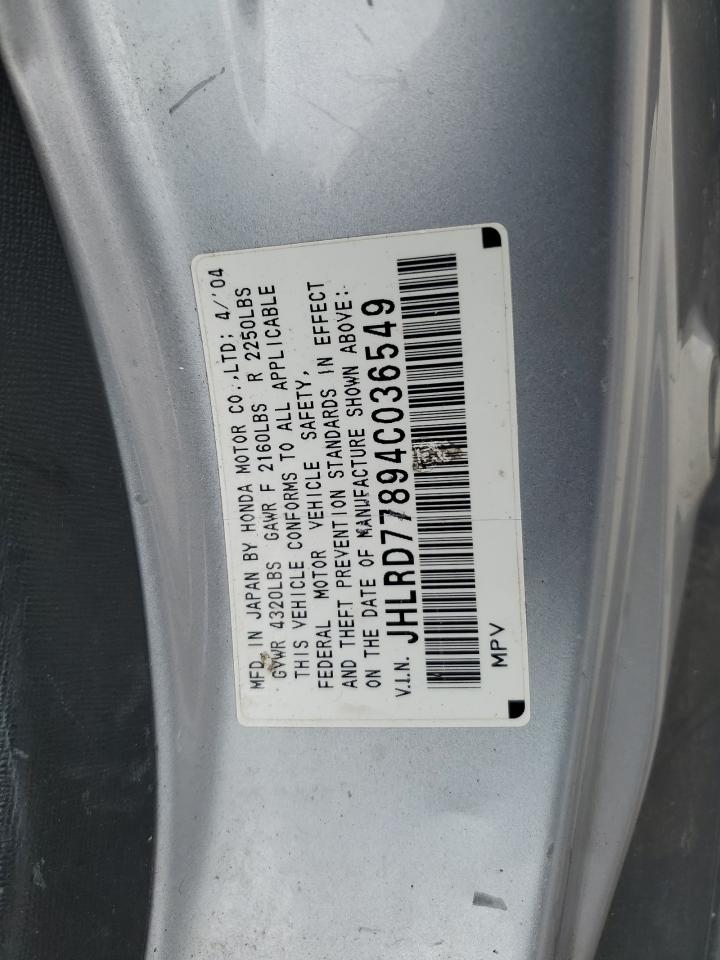 MFD. IN JAPAN BY HONDA MOTOR CO.,LTD; 4/'04
GVWR 4320LBS GAWR F 2160LBS R 2250LBS
THIS VEHICLE CONFORMS TO ALL APPLICABLE
FEDERAL MOTOR VEHICLE SAFETY,
AND THEFT PREVENTION STANDARDS IN EFFECT
ON THE DATE OF MANUFACTURE SHOWN ABOVE:
V.I.N. JHLRD77894C036549
MPV